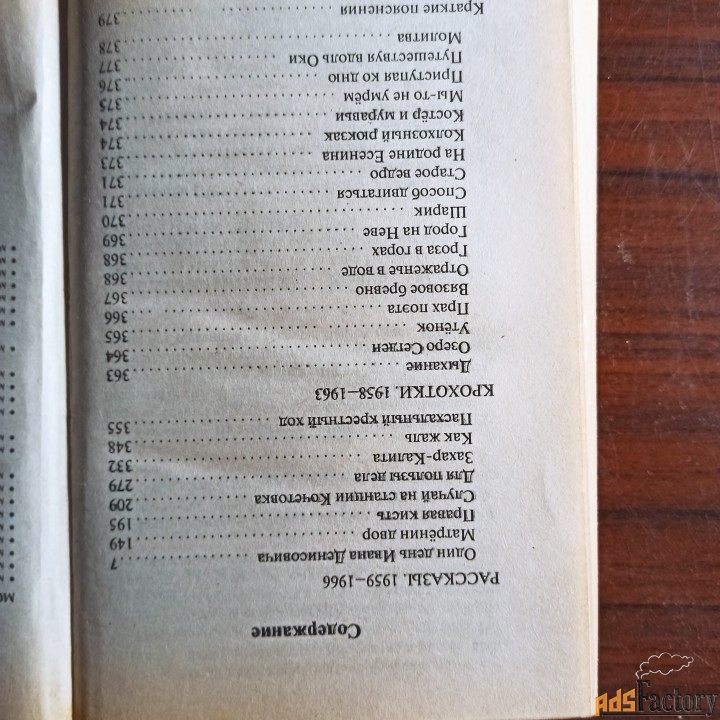 Содержание
РАССКАЗЫ. 1959–1966
Один день Ивана Денисовича . . . . . . . . . . . . . . 7
Матрёнин двор . . . . . . . . . . . . . . . . . . . . 149
Правая кисть . . . . . . . . . . . . . . . . . . . . 195
Случай на станции Кочетовка . . . . . . . . . . . . . 209
Для пользы дела . . . . . . . . . . . . . . . . . . . 279
Захар-Калита . . . . . . . . . . . . . . . . . . . . 332
Как жаль . . . . . . . . . . . . . . . . . . . . . . 348
Пасхальный крестный ход . . . . . . . . . . . . . . . 355
КРОХОТКИ. 1958–1963
Дыхание . . . . . . . . . . . . . . . . . . . . . . . 363
Озеро Сегден . . . . . . . . . . . . . . . . . . . . 364
Утёнок . . . . . . . . . . . . . . . . . . . . . . . 365
Прах поэта . . . . . . . . . . . . . . . . . . . . . 366
Вязовое бревно . . . . . . . . . . . . . . . . . . . 367
Отраженье в воде . . . . . . . . . . . . . . . . . . 368
Гроза в горах . . . . . . . . . . . . . . . . . . . . 368
Город на Неве . . . . . . . . . . . . . . . . . . . . 369
Шарик . . . . . . . . . . . . . . . . . . . . . . . . 370
Способ двигаться . . . . . . . . . . . . . . . . . . 371
Старое ведро . . . . . . . . . . . . . . . . . . . . 371
На родине Есенина . . . . . . . . . . . . . . . . . . 373
Колхозный рюкзак . . . . . . . . . . . . . . . . . . 374
Костёр и муравьи . . . . . . . . . . . . . . . . . . 374
Мы-то не умрём . . . . . . . . . . . . . . . . . . . 375
Приступая ко дню . . . . . . . . . . . . . . . . . . 376
Путешествуя вдоль Оки . . . . . . . . . . . . . . . . 377
Молитва . . . . . . . . . . . . . . . . . . . . . . . 378
Краткие пояснения . . . . . . . . . . . . . . . . . . 379
AdsFactory